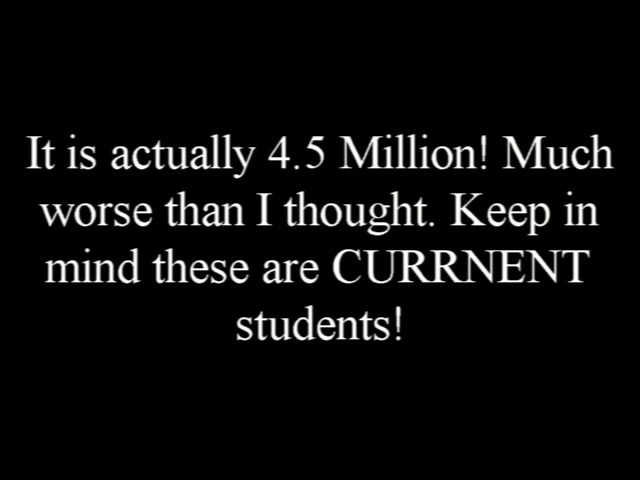 It is actually 4.5 Million! Much
worse than I thought. Keep in
mind these are CURRNENT
students!